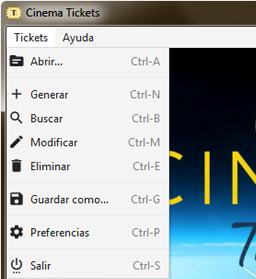 T Cinema Tickets
Tickets Ayuda
Abrir... Ctrl-A
Generar Ctrl-N
Buscar Ctrl-B
Modificar Ctrl-M
Eliminar Ctrl-E
Guardar como... Ctrl-G
Preferencias Ctrl-P
Salir Ctrl-S
CIN